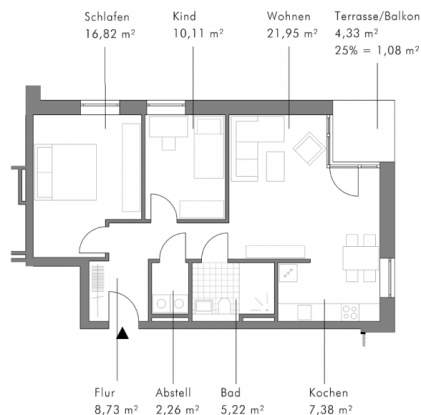 Schlafen
16,82 m²
Kind
10,11 m²
Wohnen
21,95 m²
Terrasse/Balkon
4,33 m²
25% = 1,08 m²
Flur
8,73 m²
Abstell
2,26 m²
Bad
5,22 m²
Kochen
7,38 m²